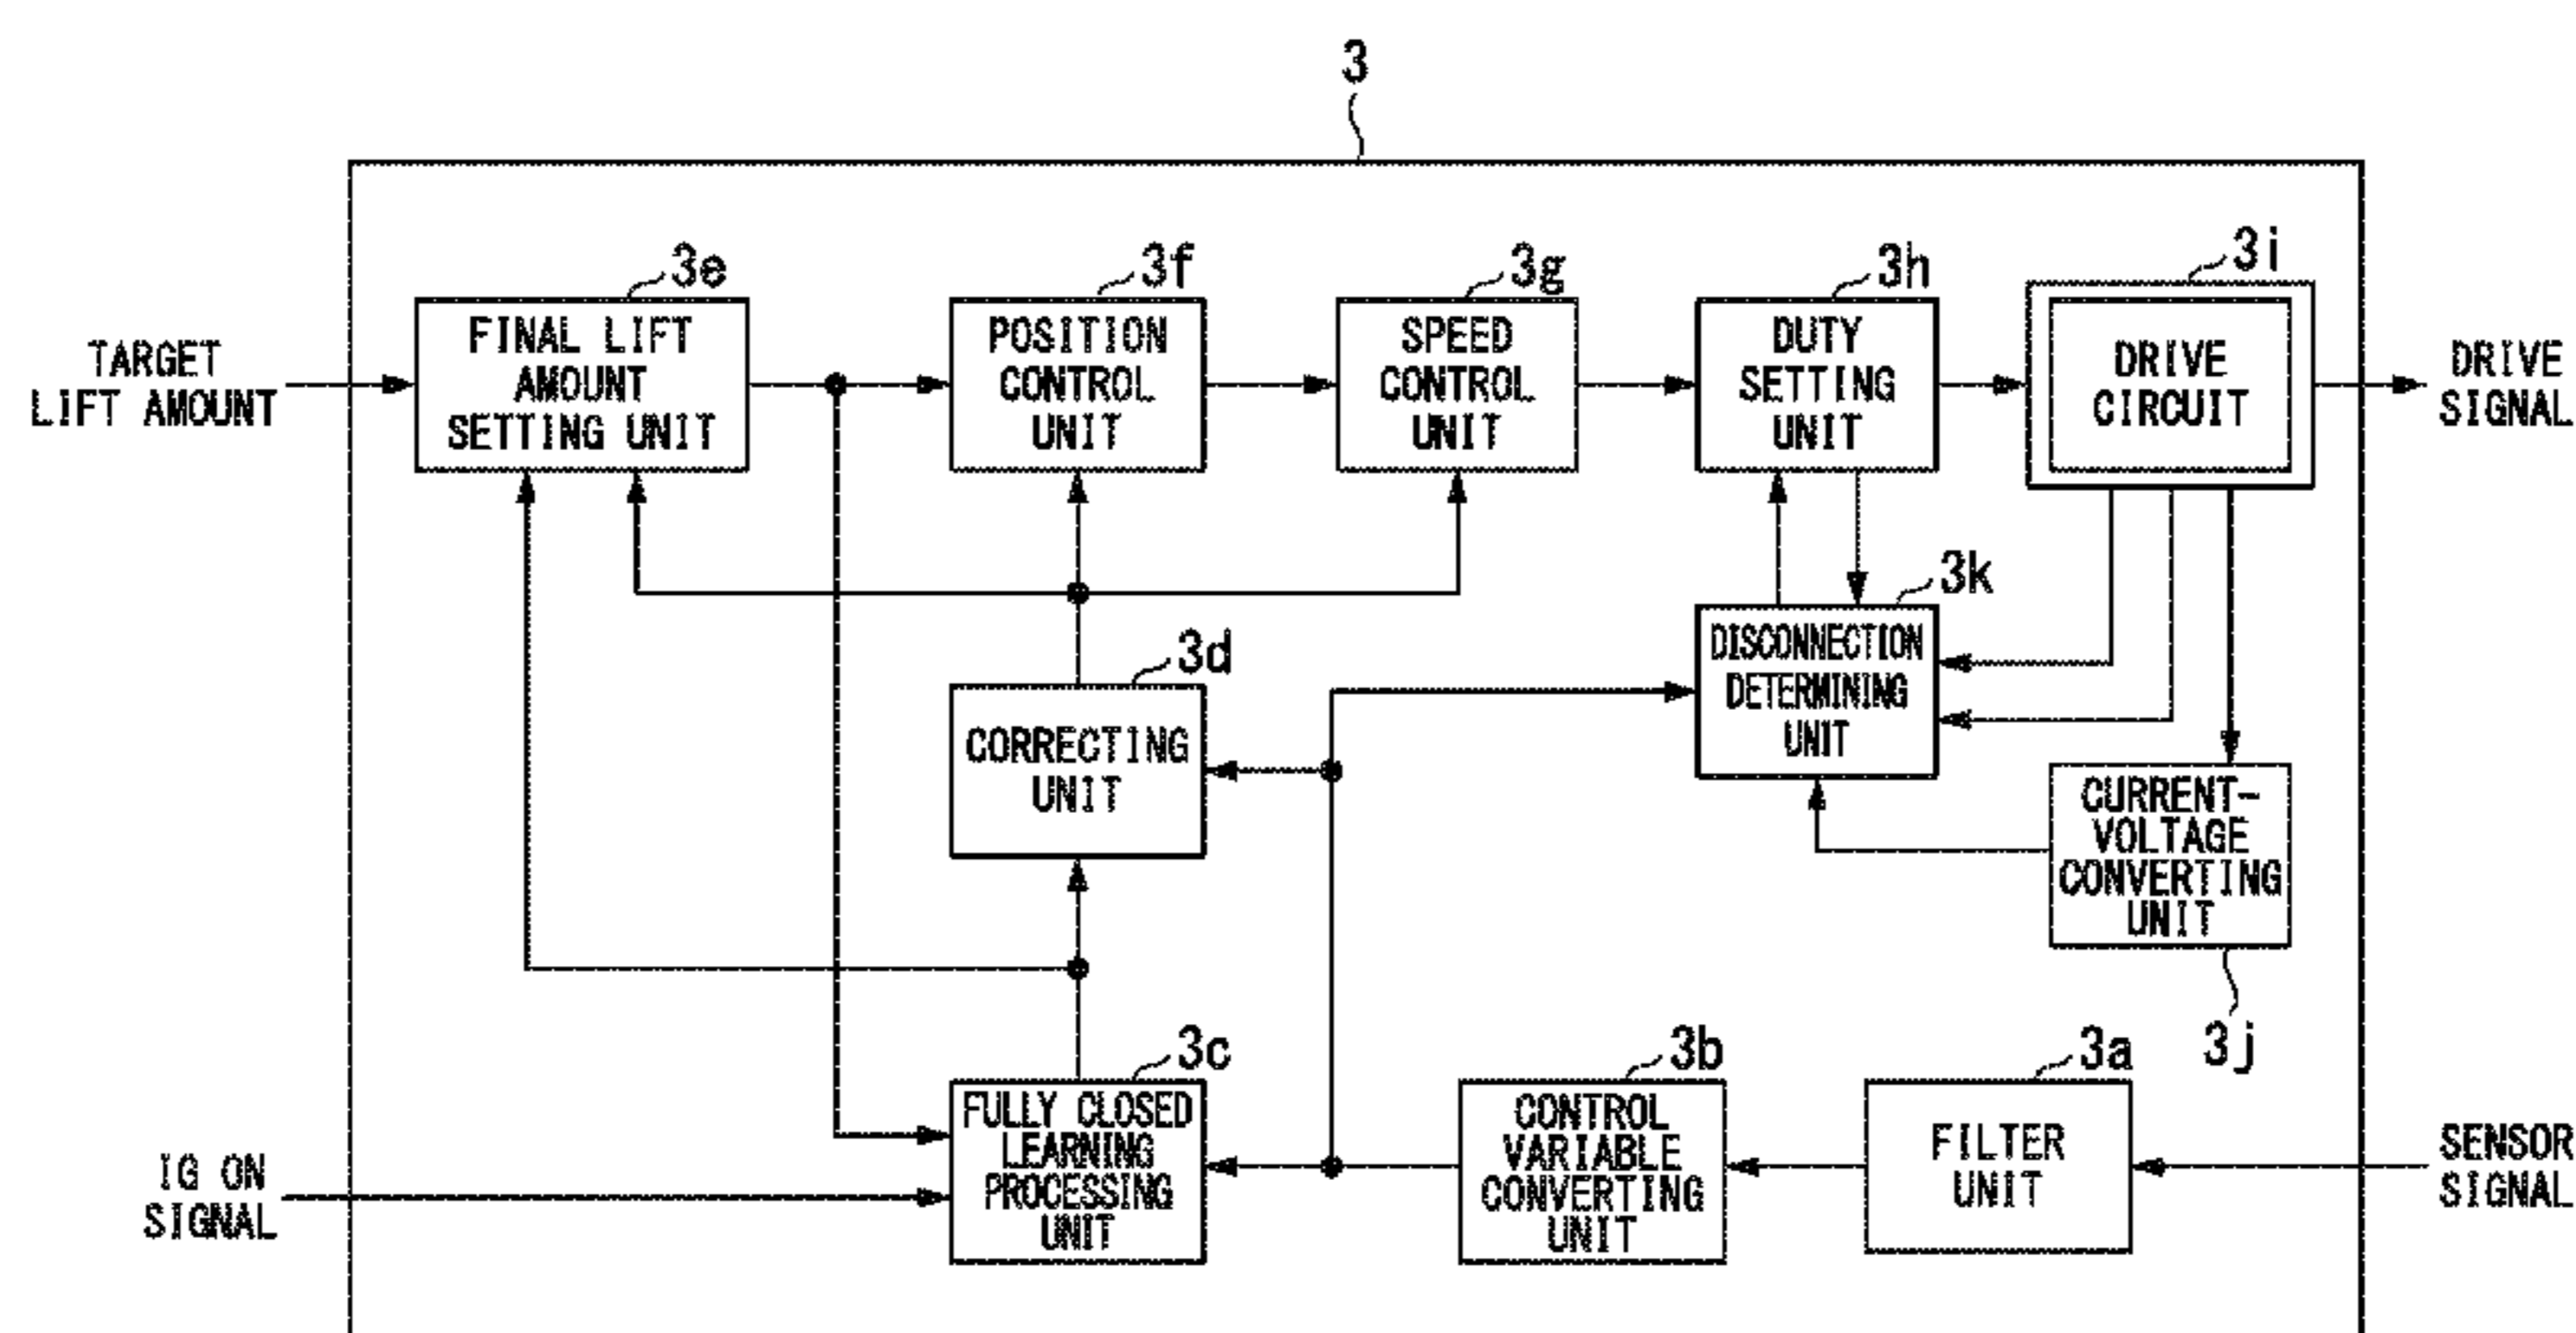 3
3e
3f
3g
3h
3i
TARGET
LIFT AMOUNT
FINAL LIFT
AMOUNT
SETTING UNIT
POSITION
CONTROL
UNIT
SPEED
CONTROL
UNIT
DUTY
SETTING
UNIT
DRIVE
CIRCUIT
DRIVE
SIGNAL
3k
DISCONNECTION
DETERMINING
UNIT
3d
CORRECTING
UNIT
CURRENT-
VOLTAGE
CONVERTING
UNIT
3j
3c
3b
3a
IG ON
SIGNAL
FULLY CLOSED
LEARNING
PROCESSING
UNIT
CONTROL
VARIABLE
CONVERTING
UNIT
FILTER
UNIT
SENSOR
SIGNAL